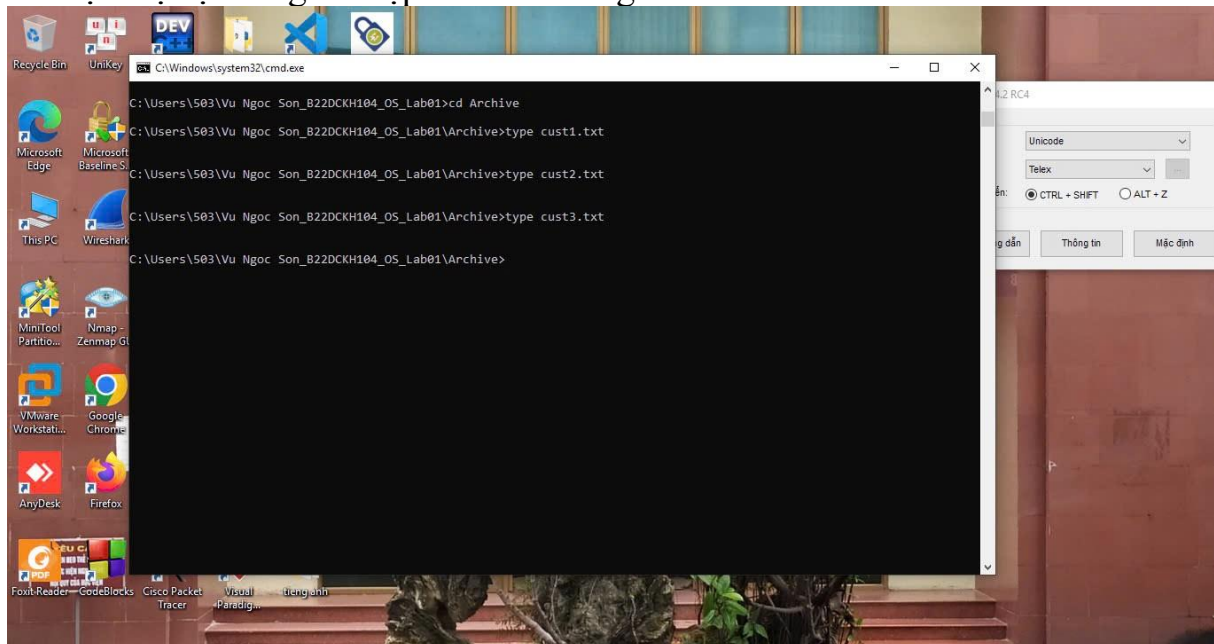 Recycle Bin
UniKey
DEV
C++
C:\Windows\system32\cmd.exe
C:\Users\503\Vu Ngoc Son_B22DCKH104_OS_Lab01>cd Archive
C:\Users\503\Vu Ngoc Son_B22DCKH104_OS_Lab01\Archive>type cust1.txt
C:\Users\503\Vu Ngoc Son_B22DCKH104_OS_Lab01\Archive>type cust2.txt
C:\Users\503\Vu Ngoc Son_B22DCKH104_OS_Lab01\Archive>type cust3.txt
C:\Users\503\Vu Ngoc Son_B22DCKH104_OS_Lab01\Archive>
4.2 RC4
Unicode
Telex
CTRL + SHIFT
ALT + Z
dẫn
Thông tin
Mặc định
Microsoft
Edge
Microsoft
Baseline S...
This PC
Wireshark
MiniTool
Partitio...
Nmap -
Zenmap GU
VMware
Workstati...
Google
Chrome
AnyDesk
Firefox
PDF
Foxit Reader
CodeBlocks
Cisco Packet
Tracer
Visual
Paradig...
tieng anh